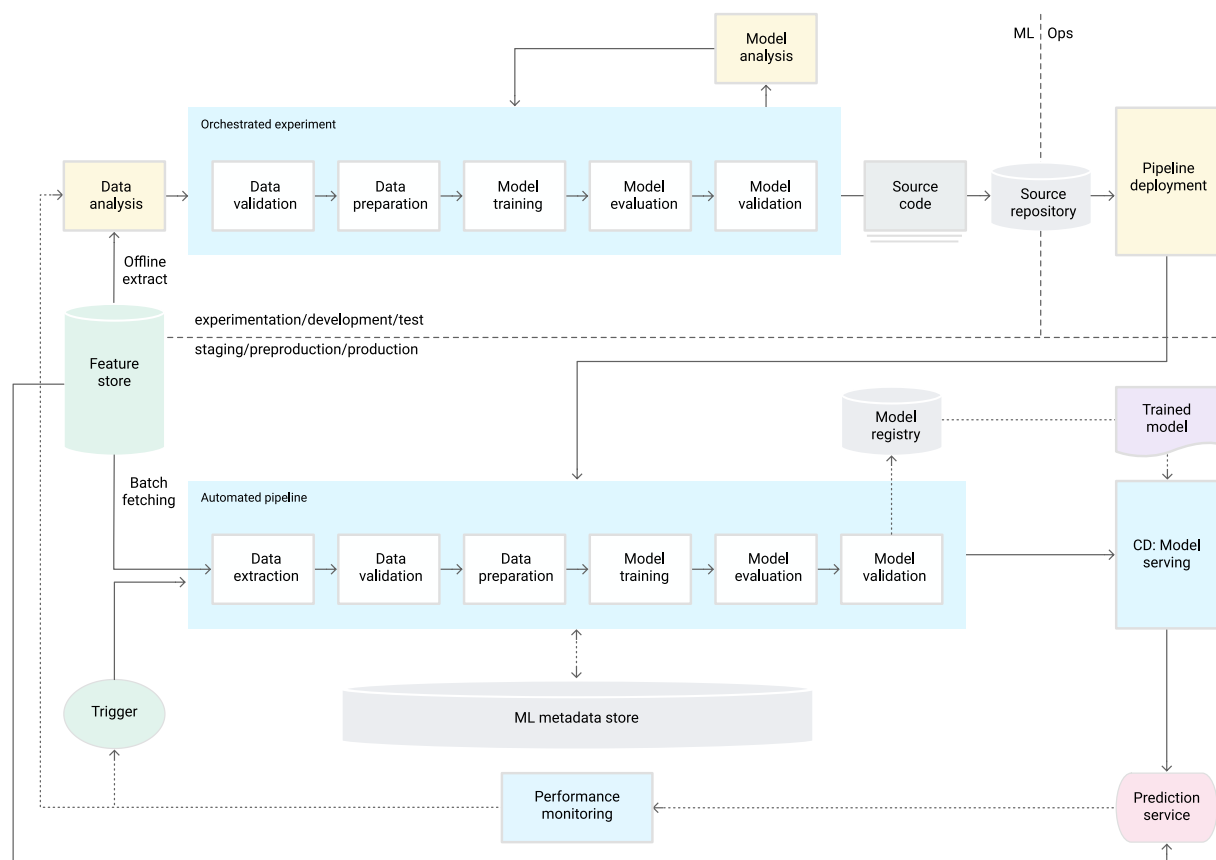 ML
Ops
Model
analysis
Orchestrated experiment
Data
analysis
Data
validation
Data
preparation
Model
training
Model
evaluation
Model
validation
Source
code
Source
repository
Pipeline
deployment
Offline
extract
experimentation/development/test
staging/preproduction/production
Feature
store
Model
registry
Trained
model
Batch
fetching
Automated pipeline
Data
extraction
Data
validation
Data
preparation
Model
training
Model
evaluation
Model
validation
CD: Model
serving
Trigger
ML metadata store
Performance
monitoring
Prediction
service